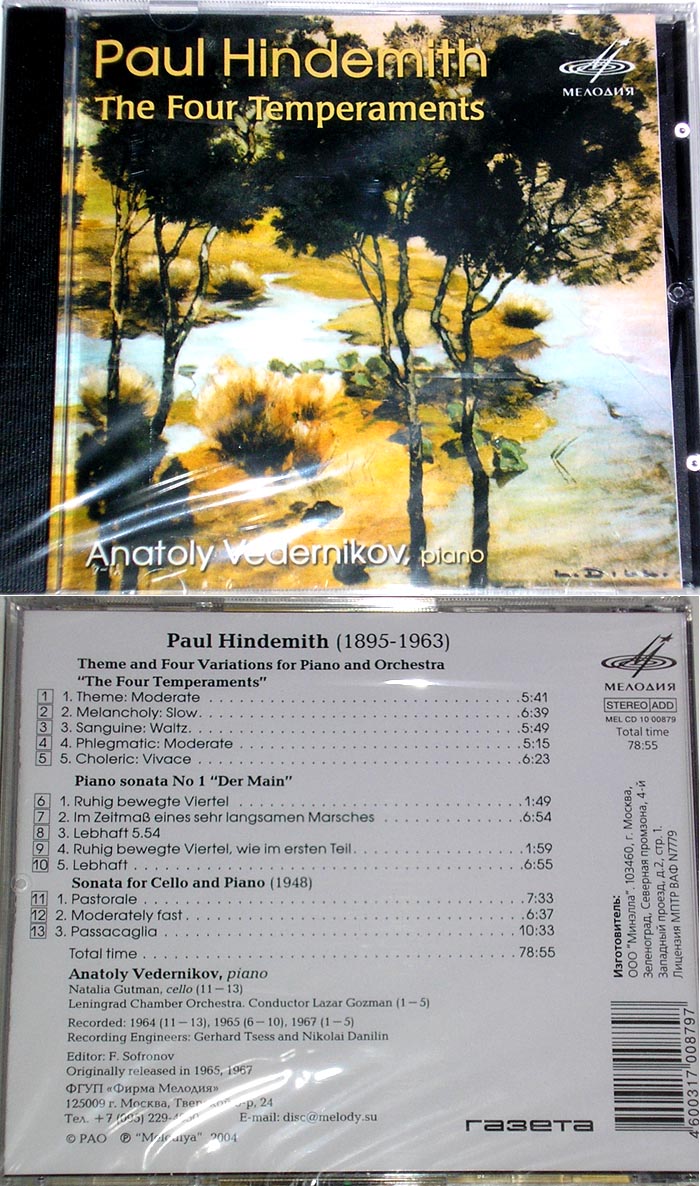 Paul Hindemith
The Four Temperaments
МЕЛОДИЯ
Anatoly Vedernikov, piano
Paul Hindemith (1895-1963)
Theme and Four Variations for Piano and Orchestra
"The Four Temperaments"
1 1. Theme: Moderate 5:41
2 2. Melancholy: Slow 6:39
3 3. Sanguine: Waltz 5:49
4 4. Phlegmatic: Moderate 5:15
5 5. Choleric: Vivace 6:23
Piano sonata No 1 "Der Main"
6 1. Ruhig bewegte Viertel 1:49
7 2. Im Zeitmaß eines sehr langsamen Marsches 6:54
8 3. Lebhaft 5.54
9 4. Ruhig bewegte Viertel, wie im ersten Teil 1:59
10 5. Lebhaft 6:55
Sonata for Cello and Piano (1948)
11 1. Pastorale 7:33
12 2. Moderately fast 6:37
13 3. Passacaglia 10:33
Total time 78:55
Anatoly Vedernikov, piano
Natalia Gutman, cello (11–13)
Leningrad Chamber Orchestra. Conductor Lazar Gozman (1–5)
Recorded: 1964 (11–13), 1965 (6–10), 1967 (1–5)
Recording Engineers: Gerhard Tsess and Nikolai Danilin
Editor: F. Sofronov
Originally released in 1965, 1967
ФГУП «Фирма Мелодия»
125009 г. Москва, 24
Тел. +7 (095) E-mail: disc@melody.su
© РАО ℗ "Melodiya" 2004
газета
МЕЛОДИЯ
STEREO ADD
MEL CD 10 00879
Total time
78:55
Изготовитель:
ООО "Минэлла". 103460, г. Москва,
Зеленоград, Северная промзона, 4-й
Западный проезд, д.2, стр. 1.
Лицензия МПТР ВАФ N7779
4 600317 008797